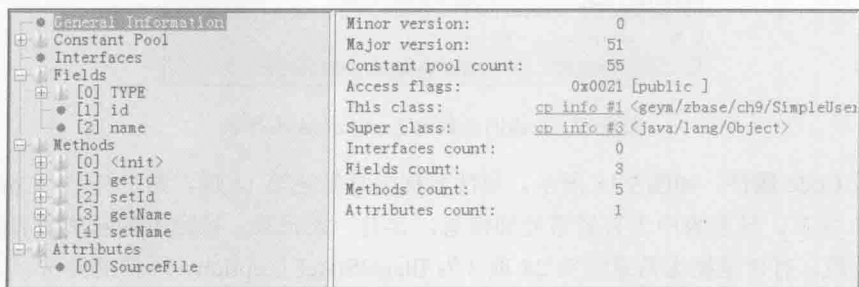 General Information
Constant Pool
Interfaces
Fields
[0] TYPE
[1] id
[2] name
Methods
[0] <init>
[1] getId
[2] setId
[3] getName
[4] setName
Attributes
[0] SourceFile
Minor version: 0
Major version: 51
Constant pool count: 55
Access flags: 0x0021 [public ]
This class: cp info #1 <geym/zbase/ch9/SimpleUser
Super class: cp info #3 <java/lang/Object>
Interfaces count: 0
Fields count: 3
Methods count: 5
Attributes count: 1